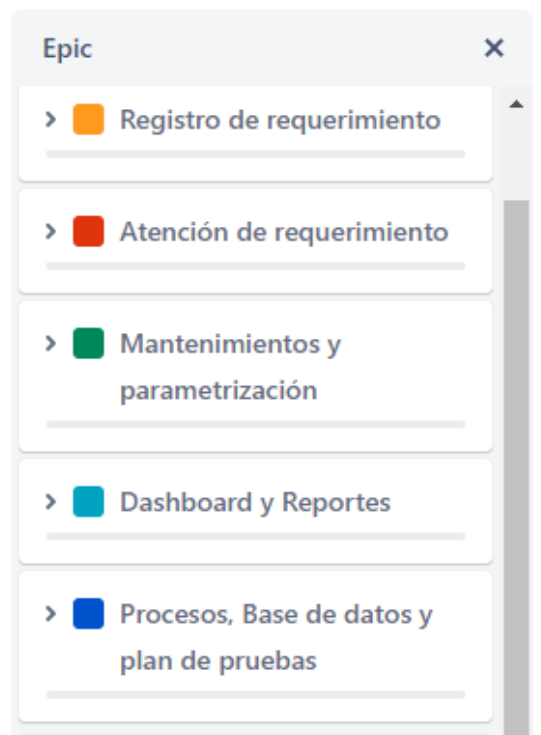 Epic
Registro de requerimiento
Atención de requerimiento
Mantenimientos y
parametrización
Dashboard y Reportes
Procesos, Base de datos y
plan de pruebas